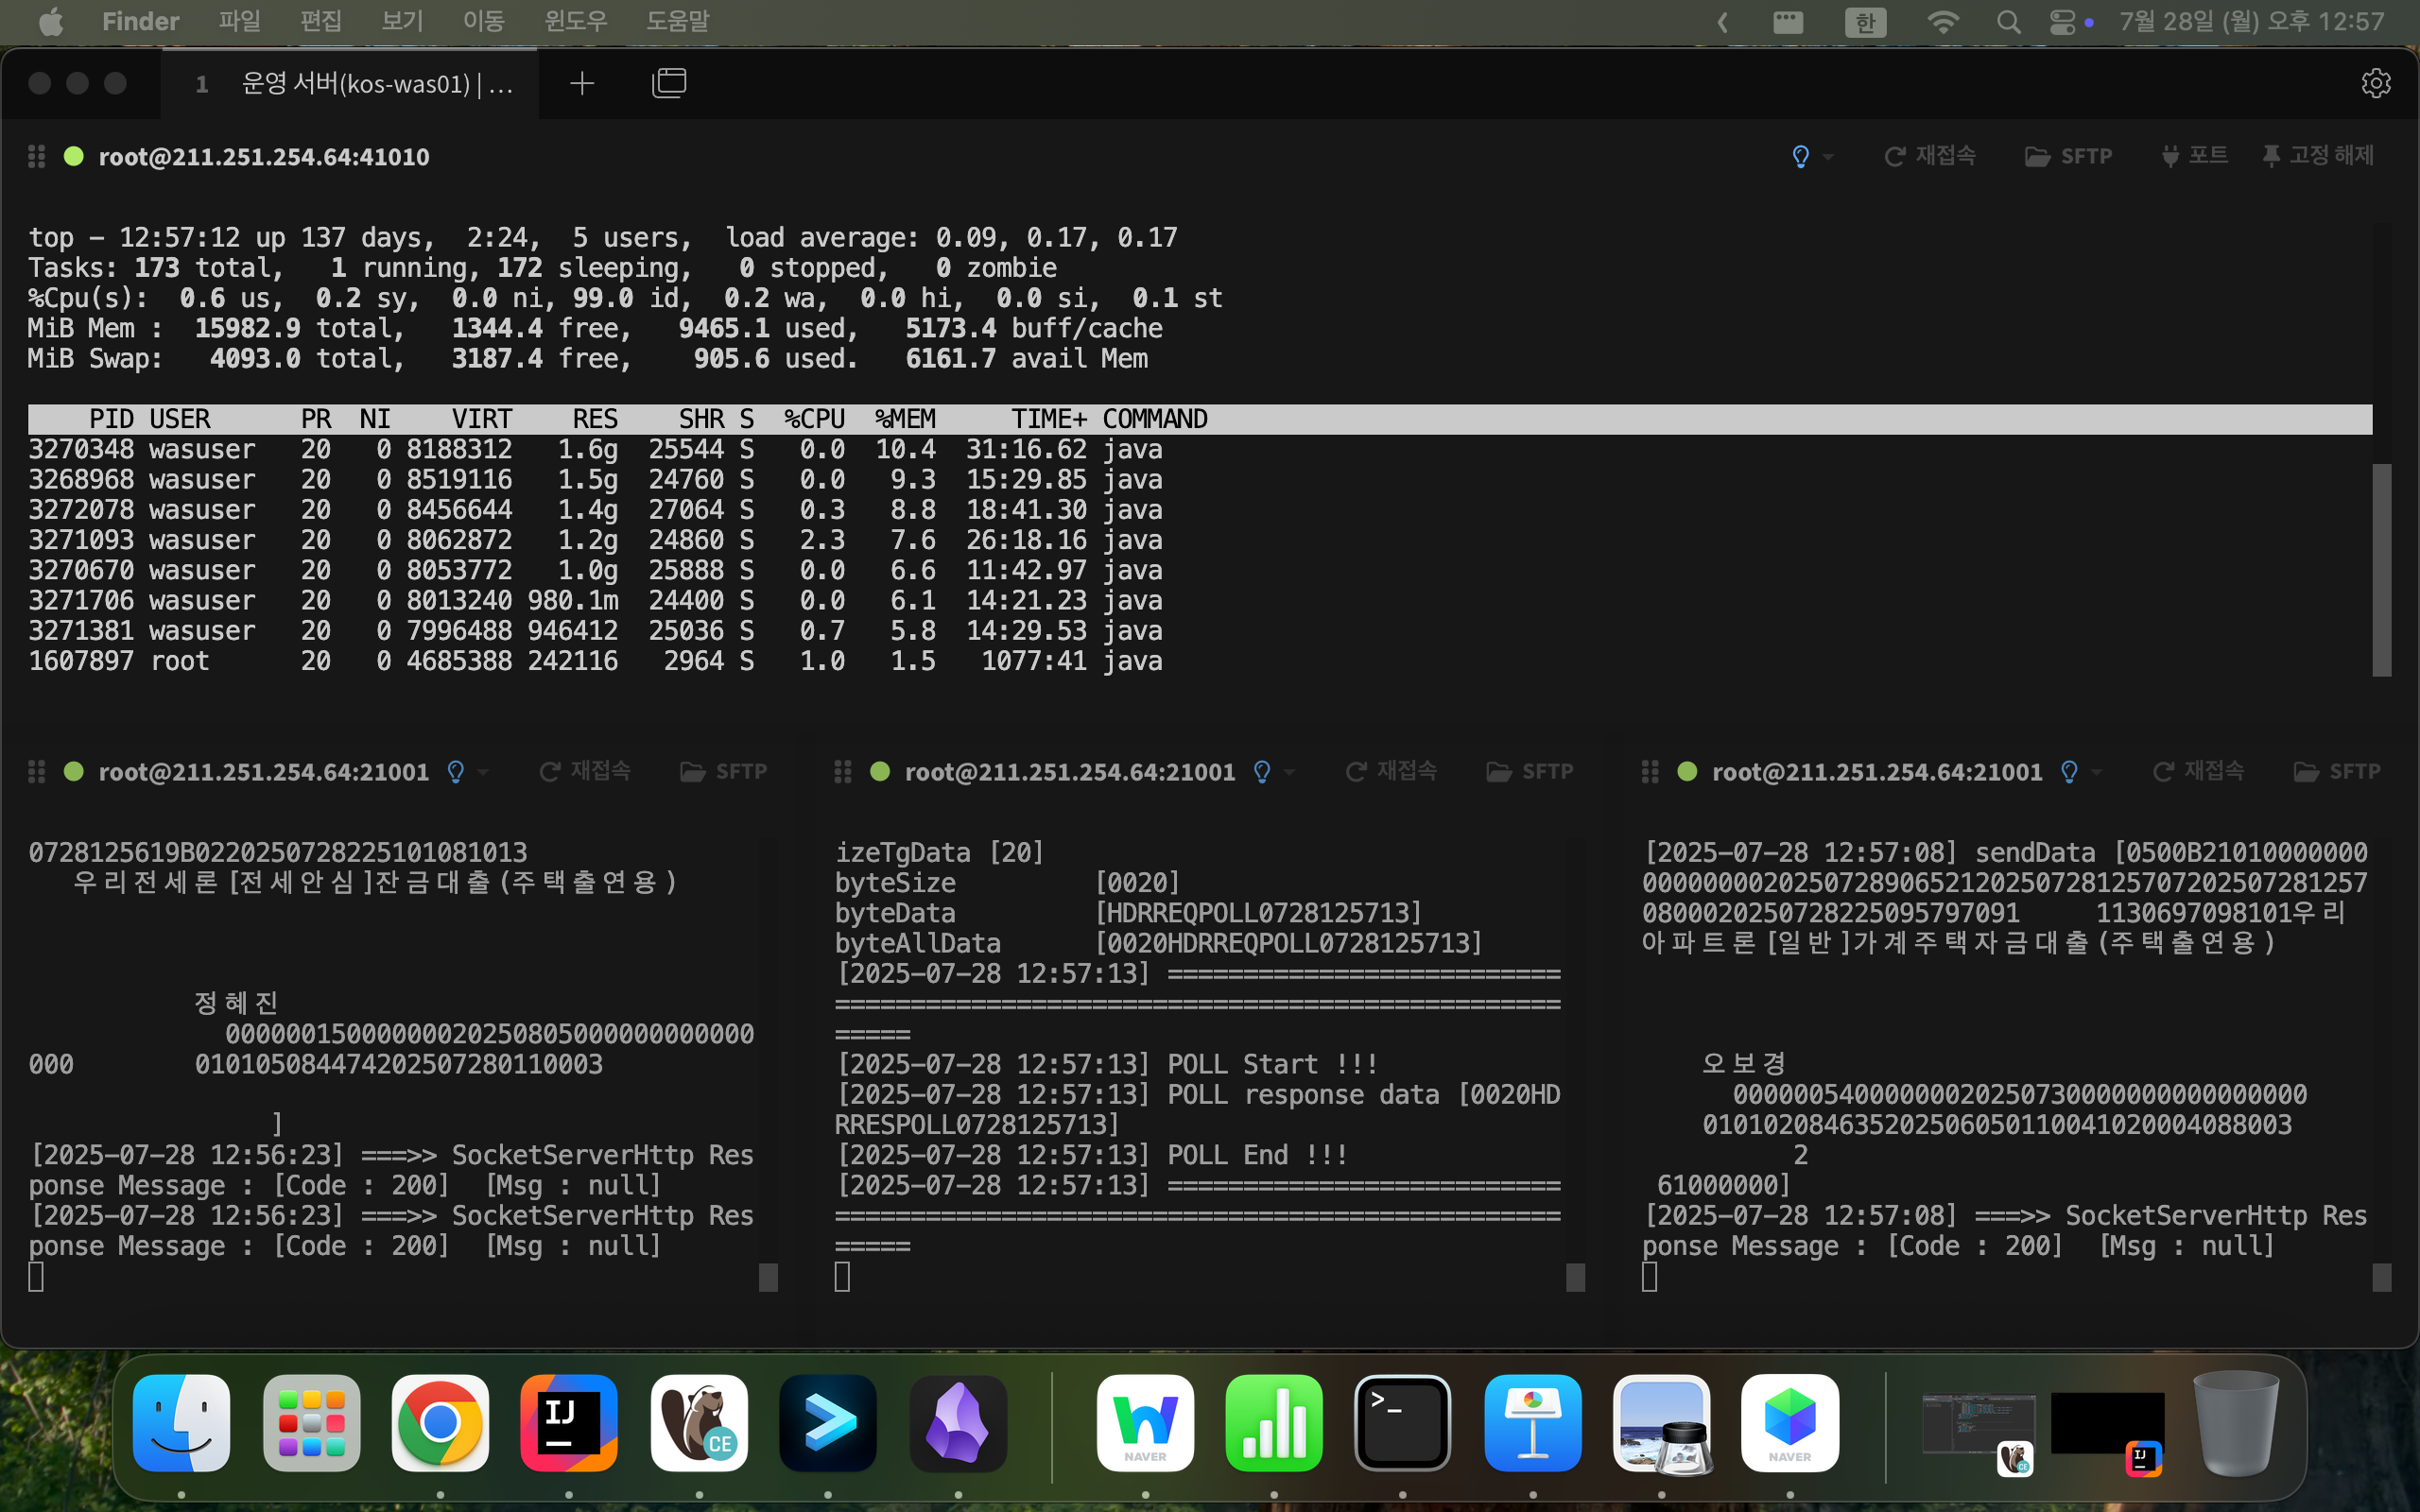 Finder 파일 편집 보기 이동 윈도우 도움말 한 7월 28일 (월) 오후 12:57
1 운영 서버(kos-was01) | ...
root@211.251.254.64:41010 재접속 SFTP 포트 고정 해제
top - 12:57:12 up 137 days,  2:24,  5 users,  load average: 0.09, 0.17, 0.17
Tasks: 173 total,   1 running, 172 sleeping,   0 stopped,   0 zombie
%Cpu(s):  0.6 us,  0.2 sy,  0.0 ni, 99.0 id,  0.2 wa,  0.0 hi,  0.0 si,  0.1 st
MiB Mem :  15982.9 total,   1344.4 free,   9465.1 used,   5173.4 buff/cache
MiB Swap:   4093.0 total,   3187.4 free,    905.6 used.   6161.7 avail Mem
PID USER      PR  NI    VIRT    RES    SHR S  %CPU  %MEM     TIME+ COMMAND
3270348 wasuser   20   0 8188312   1.6g  25544 S   0.0  10.4  31:16.62 java
3268968 wasuser   20   0 8519116   1.5g  24760 S   0.0   9.3  15:29.85 java
3272078 wasuser   20   0 8456644   1.4g  27064 S   0.3   8.8  18:41.30 java
3271093 wasuser   20   0 8062872   1.2g  24860 S   2.3   7.6  26:18.16 java
3270670 wasuser   20   0 8053772   1.0g  25888 S   0.0   6.6  11:42.97 java
3271706 wasuser   20   0 8013240 980.1m  24400 S   0.0   6.1  14:21.23 java
3271381 wasuser   20   0 7996488 946412  25036 S   0.7   5.8  14:29.53 java
1607897 root      20   0 4685388 242116   2964 S   1.0   1.5   1077:41 java
root@211.251.254.64:21001 재접속 SFTP
0728125619B0220250728225101081013
우리전세론[전세안심]잔금대출(주택출연용)
정혜진
00000015000000020250805000000000000
000        010105084474202507280110003
]
[2025-07-28 12:56:23] ===>> SocketServerHttp Res
ponse Message : [Code : 200]  [Msg : null]
[2025-07-28 12:56:23] ===>> SocketServerHttp Res
ponse Message : [Code : 200]  [Msg : null]
root@211.251.254.64:21001 재접속 SFTP
izeTgData [20]
byteSize         [0020]
byteData         [HDRREQPOLL0728125713]
byteAllData      [0020HDRREQPOLL0728125713]
[2025-07-28 12:57:13] ==========================
================================================
=====
[2025-07-28 12:57:13] POLL Start !!!
[2025-07-28 12:57:13] POLL response data [0020HD
RRESPOLL0728125713]
[2025-07-28 12:57:13] POLL End !!!
[2025-07-28 12:57:13] ==========================
================================================
=====
root@211.251.254.64:21001 재접속 SFTP
[2025-07-28 12:57:08] sendData [0500B21010000000
000000002025072890652120250728125707202507281257
0800020250728225095797091     1130697098101우리
아파트론[일반]가계주택자금대출(주택출연용)
오보경
00000054000000020250730000000000000000
010102084635202506050110041020004088003
2
61000000]
[2025-07-28 12:57:08] ===>> SocketServerHttp Res
ponse Message : [Code : 200]  [Msg : null]
IJ CE NAVER >_ NAVER CE IJ